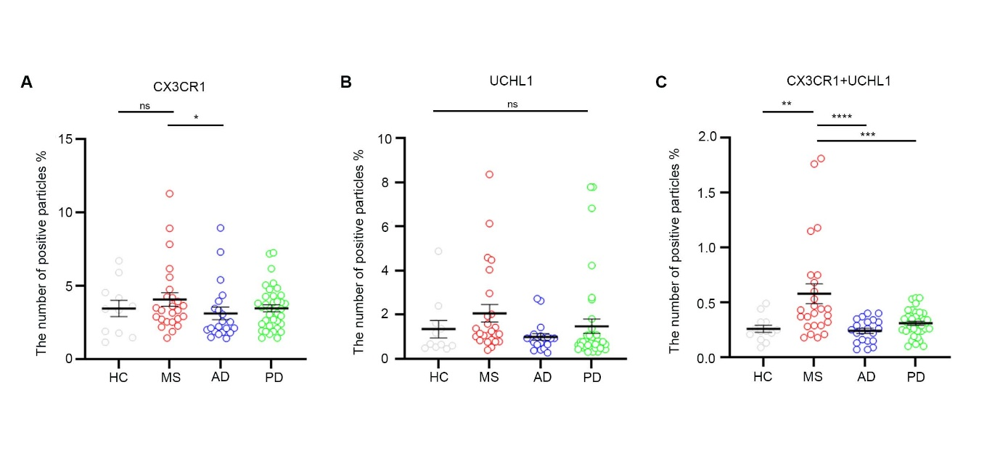 A
CX3CR1
ns
*
The number of positive particles %
15
10
5
0
HC MS AD PD
B
UCHL1
ns
The number of positive particles %
10
8
6
4
2
0
HC MS AD PD
C
CX3CR1+UCHL1
**
****
***
The number of positive particles %
2.0
1.5
1.0
0.5
0.0
HC MS AD PD